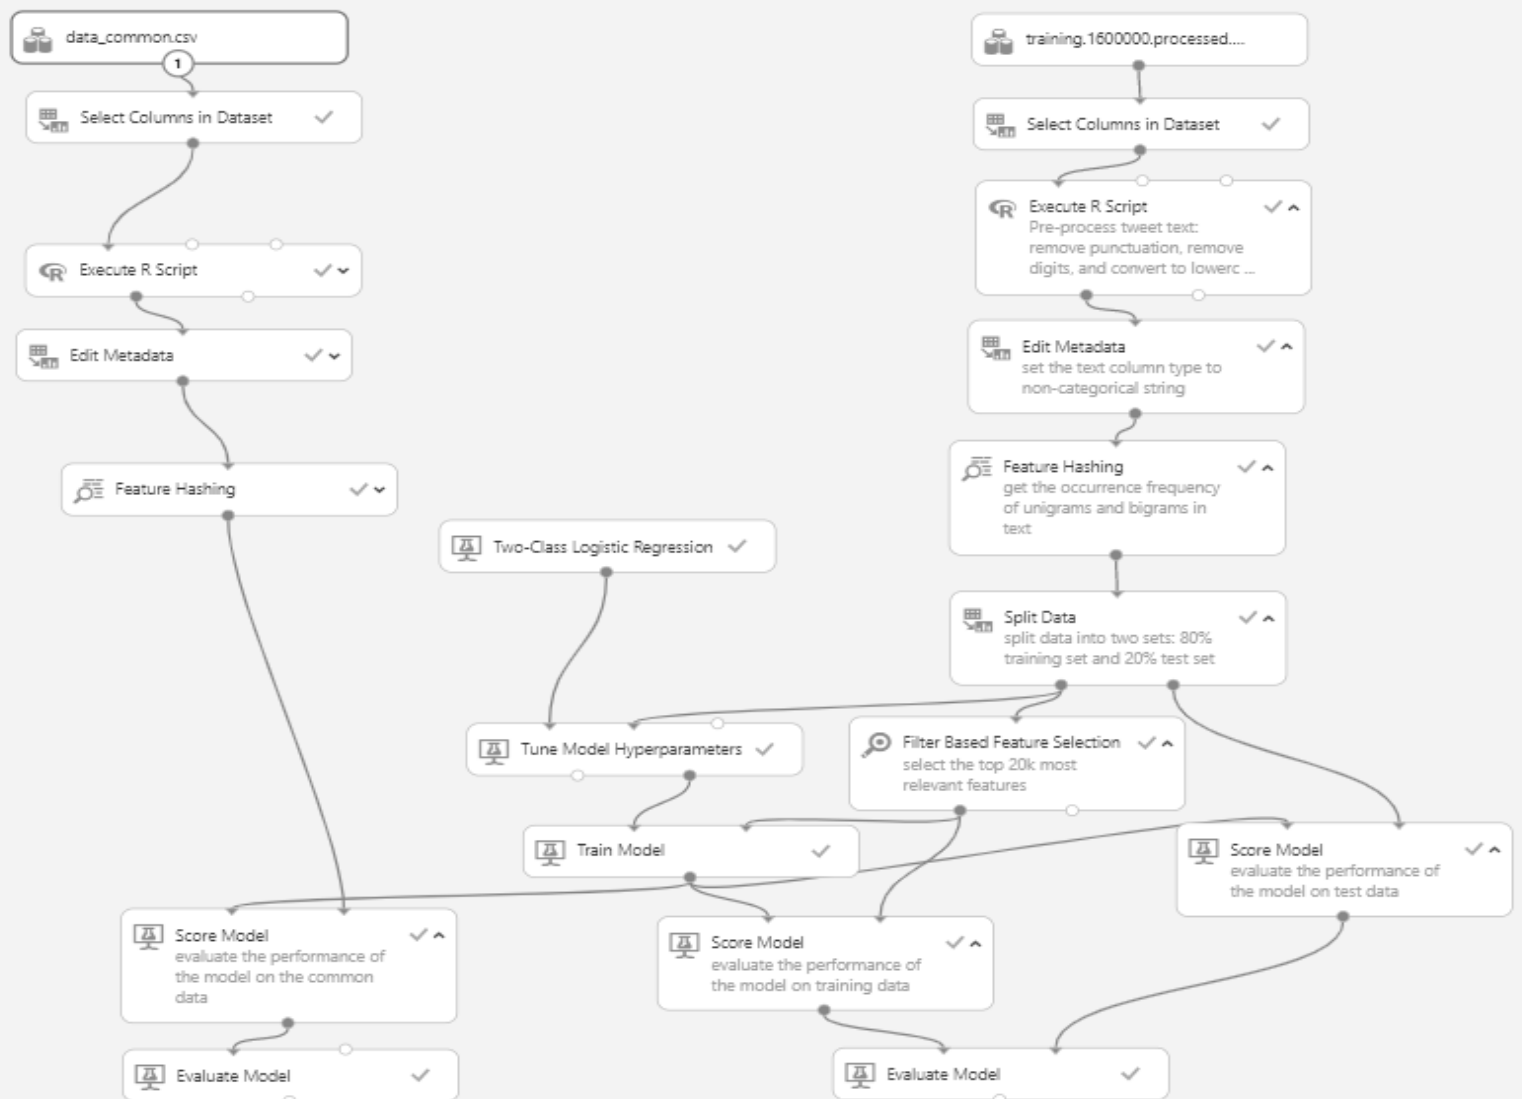 data_common.csv
1
Select Columns in Dataset
Execute R Script
Edit Metadata
Feature Hashing
training.1600000.processed....
Select Columns in Dataset
Execute R Script
Pre-process tweet text:
remove punctuation, remove
digits, and convert to lowerc ...
Edit Metadata
set the text column type to
non-categorical string
Feature Hashing
get the occurrence frequency
of unigrams and bigrams in
text
Two-Class Logistic Regression
Split Data
split data into two sets: 80%
training set and 20% test set
Tune Model Hyperparameters
Filter Based Feature Selection
select the top 20k most
relevant features
Train Model
Score Model
evaluate the performance of
the model on test data
Score Model
evaluate the performance of
the model on the common
data
Score Model
evaluate the performance of
the model on training data
Evaluate Model
Evaluate Model